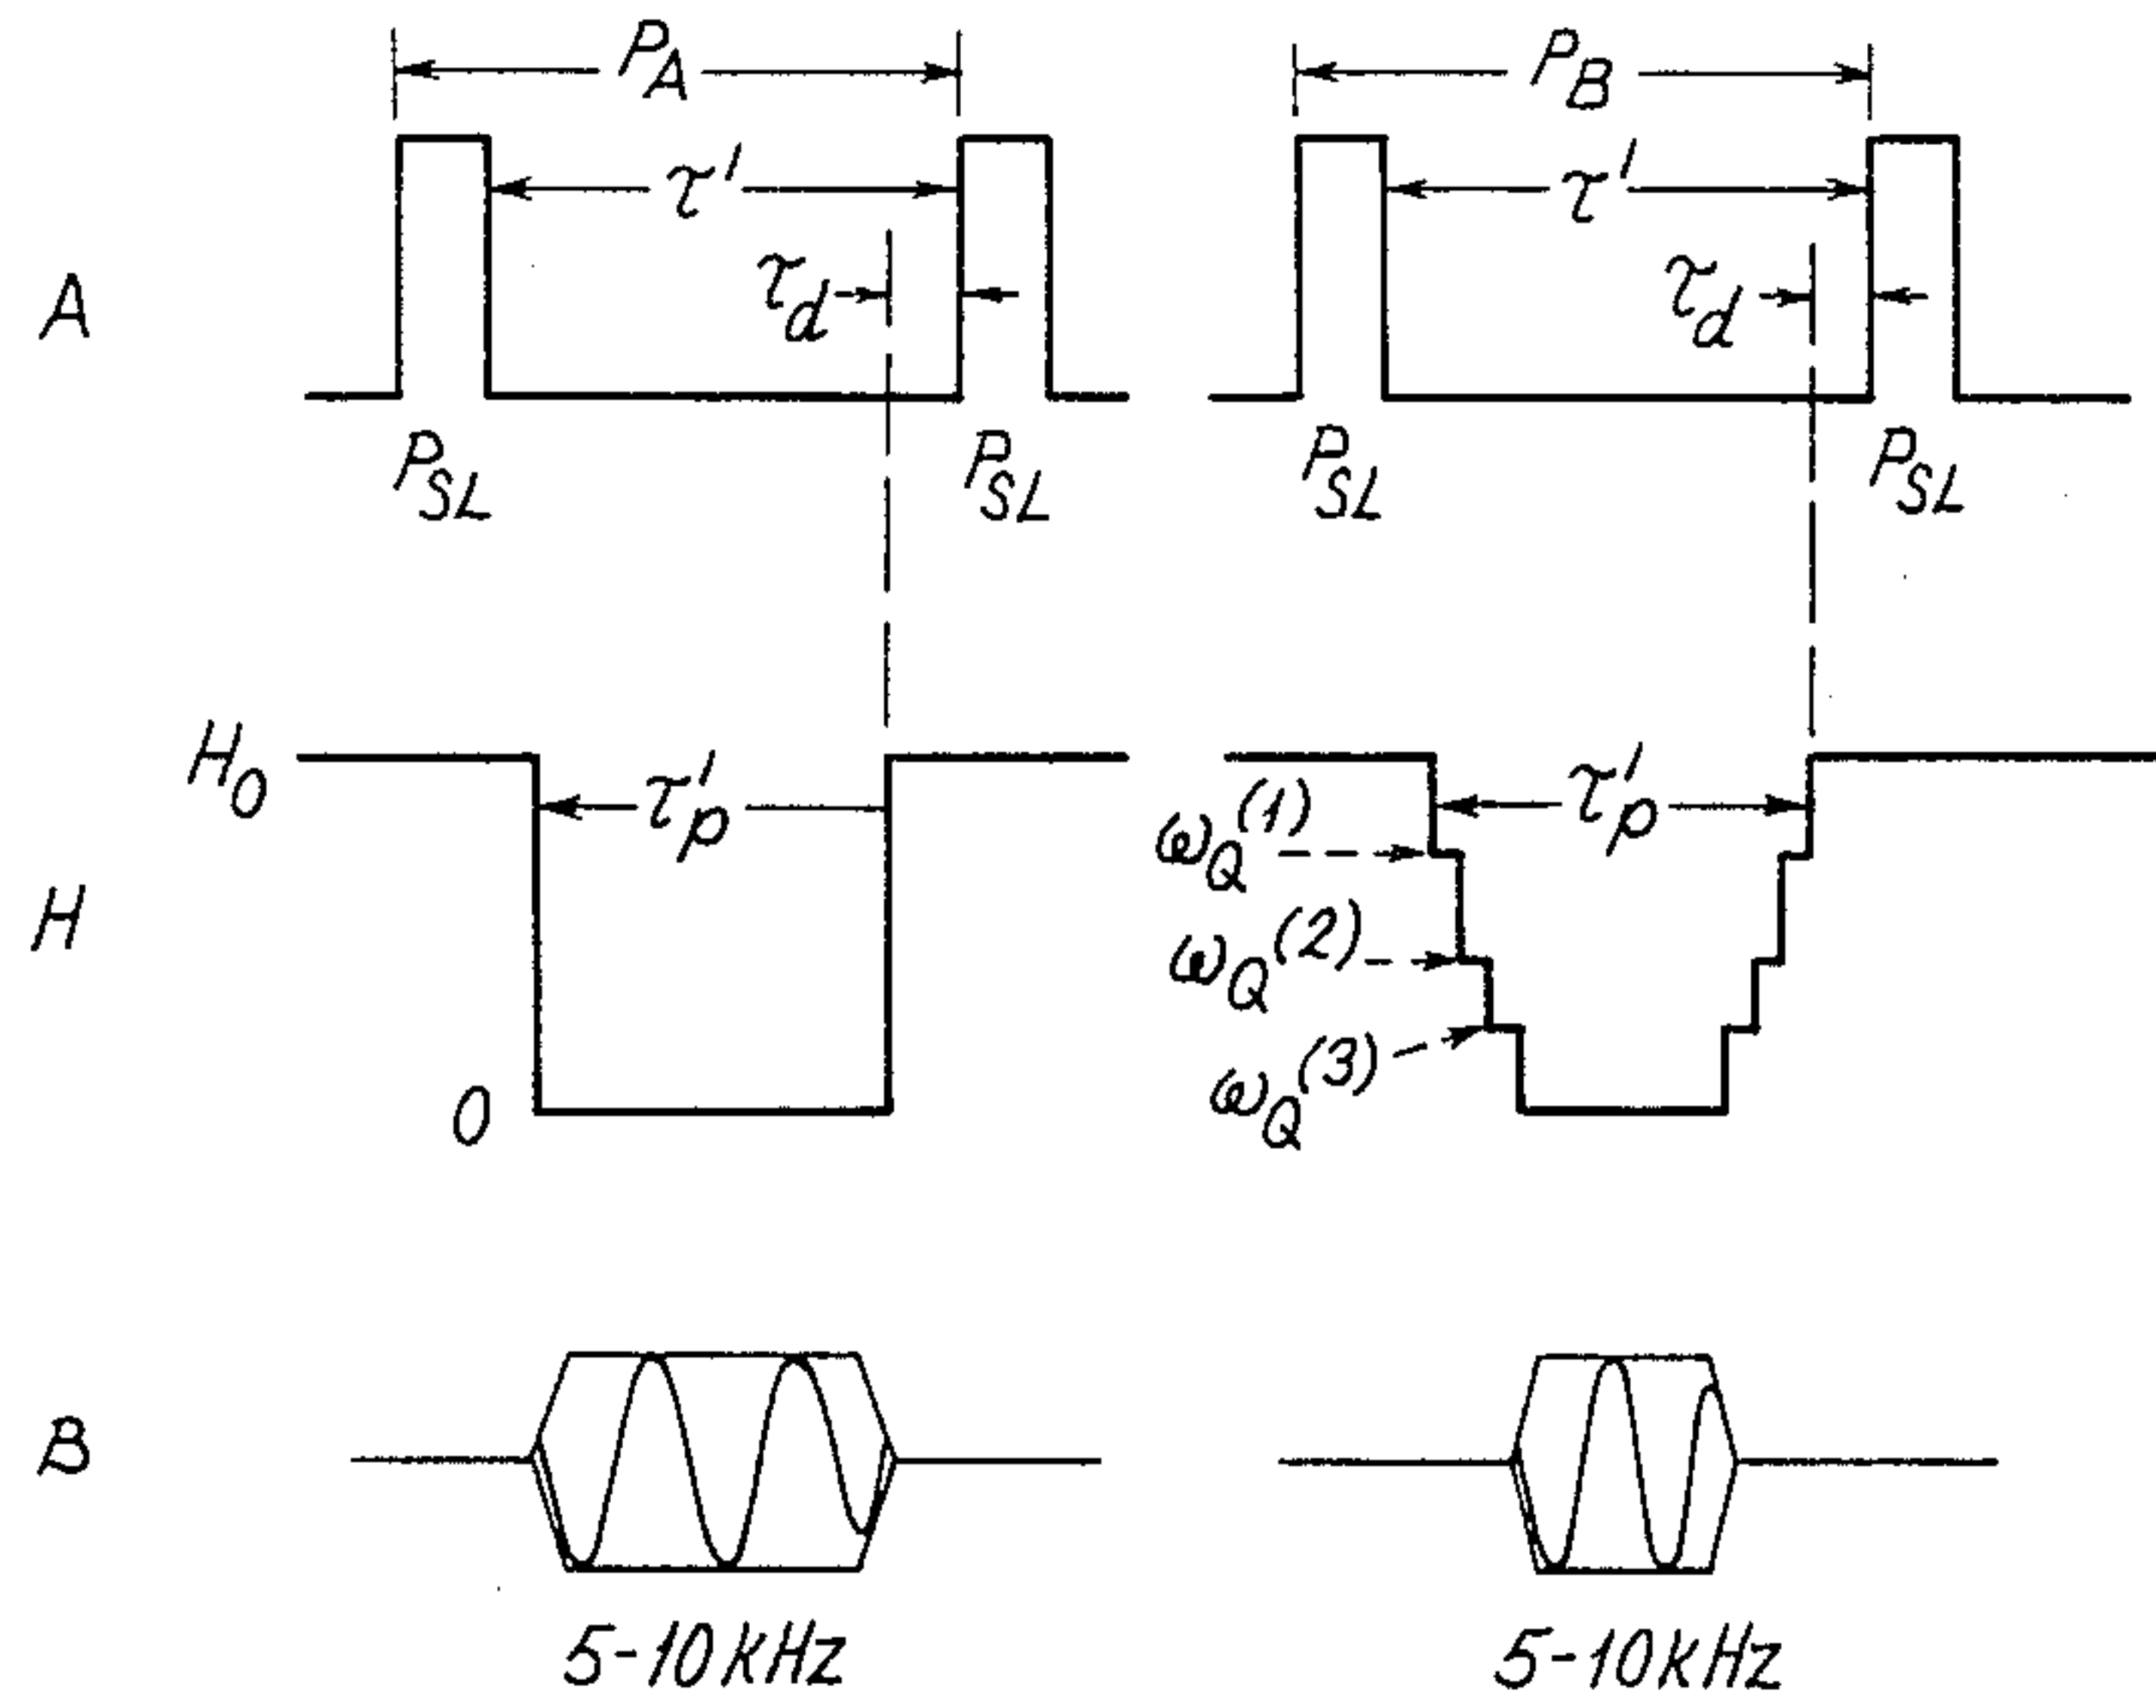 P_A P_B
τ' τ'
A τ_d τ_d
P_SL P_SL P_SL P_SL
H_0 τ'_p τ'_p
ω_Q^(1)
H ω_Q^(2)
ω_Q^(3)
0
B
5-10 kHz 5-10 kHz